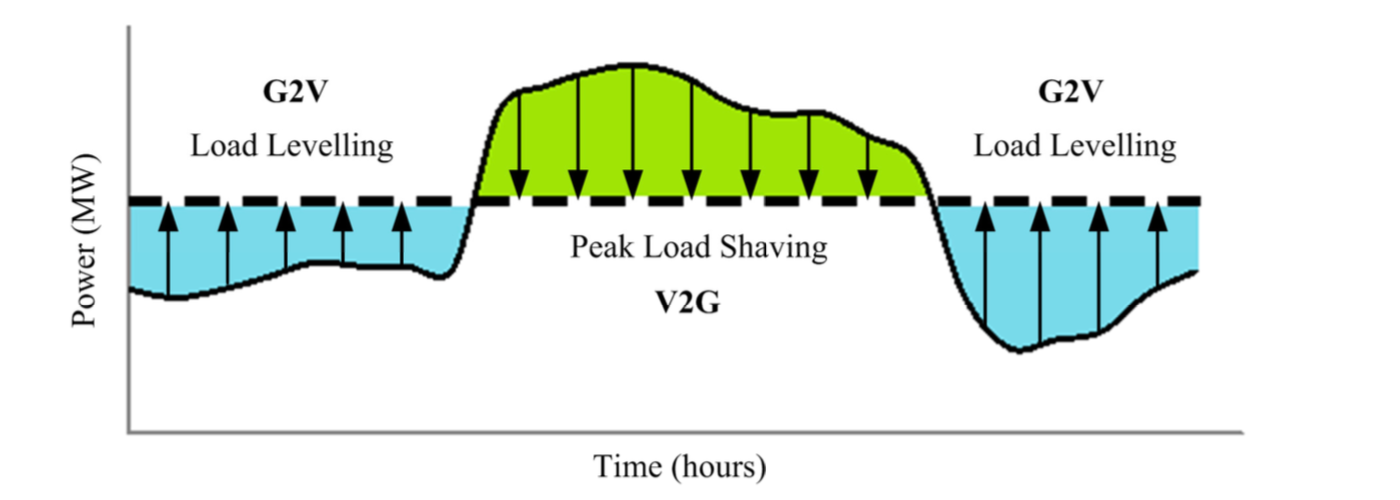 G2V
Load Levelling
G2V
Load Levelling
Power (MW)
Peak Load Shaving
V2G
Time (hours)